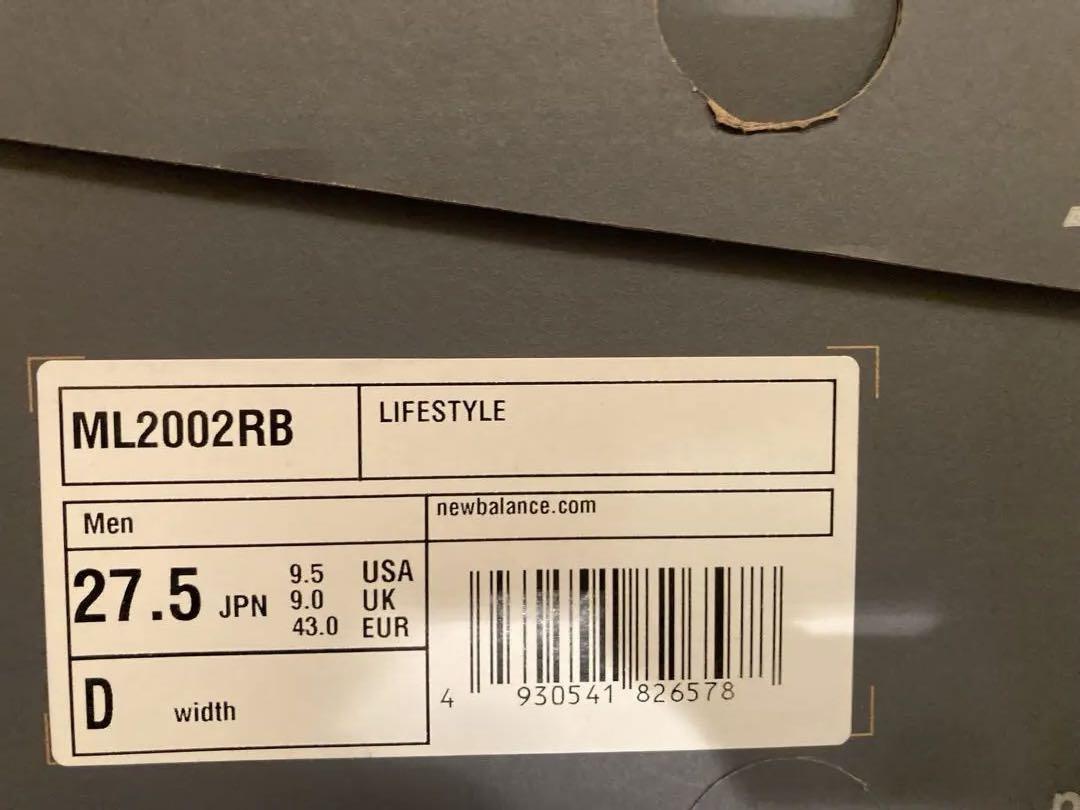 ML2002RB
LIFESTYLE
Men
newbalance.com
27.5 JPN
9.5 USA
9.0 UK
43.0 EUR
D width
4 930541 826578